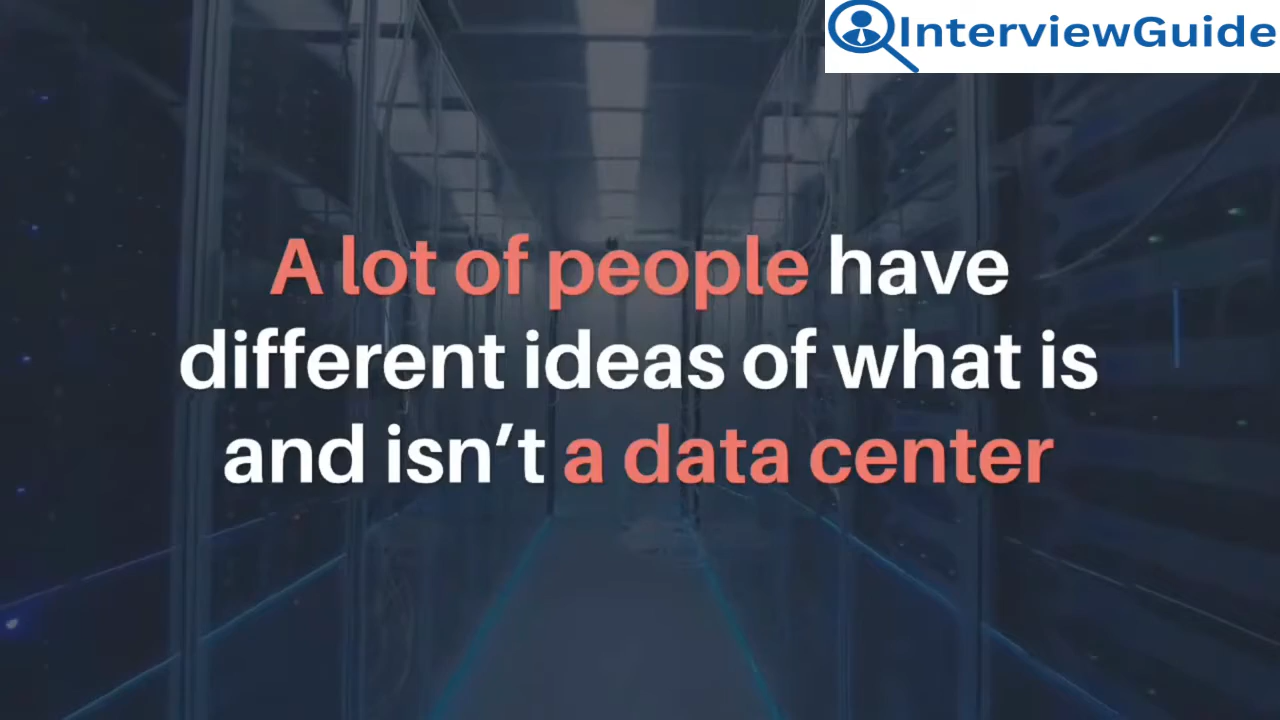 InterviewGuide
A lot of people have
different ideas of what is
and isn’t a data center